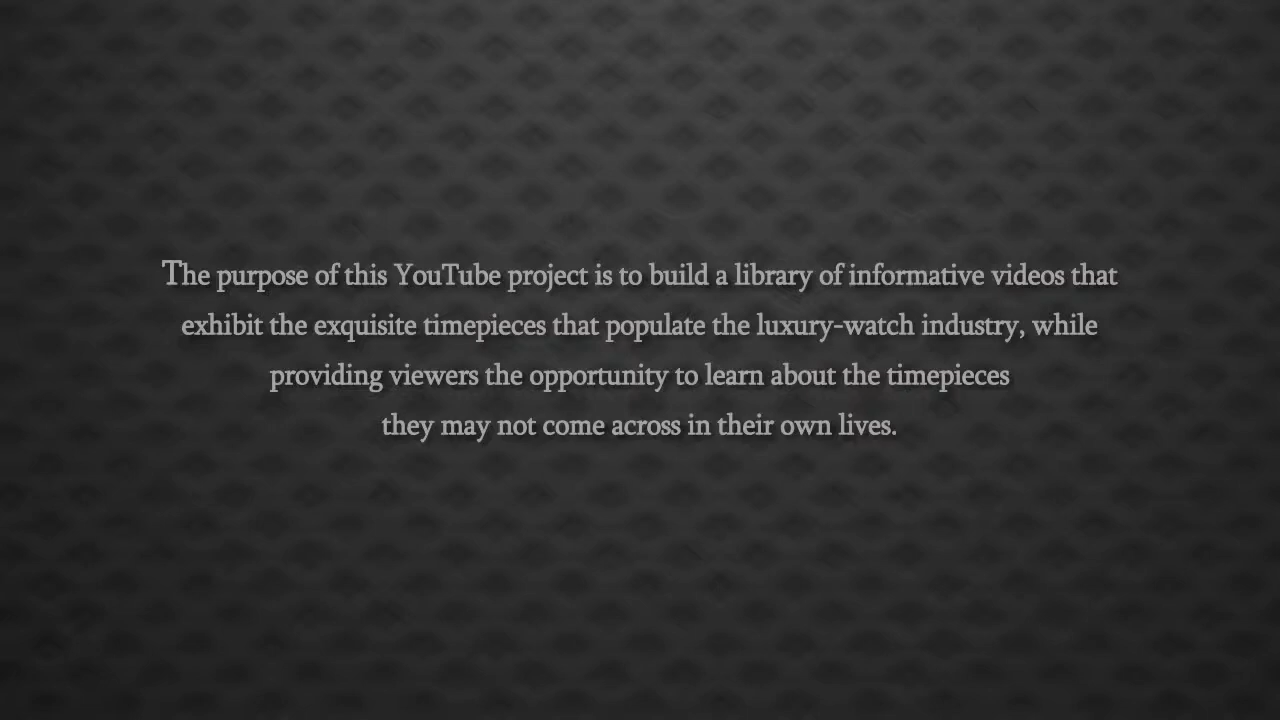 The purpose of this YouTube project is to build a library of informative videos that
exhibit the exquisite timepieces that populate the luxury-watch industry, while
providing viewers the opportunity to learn about the timepieces
they may not come across in their own lives.